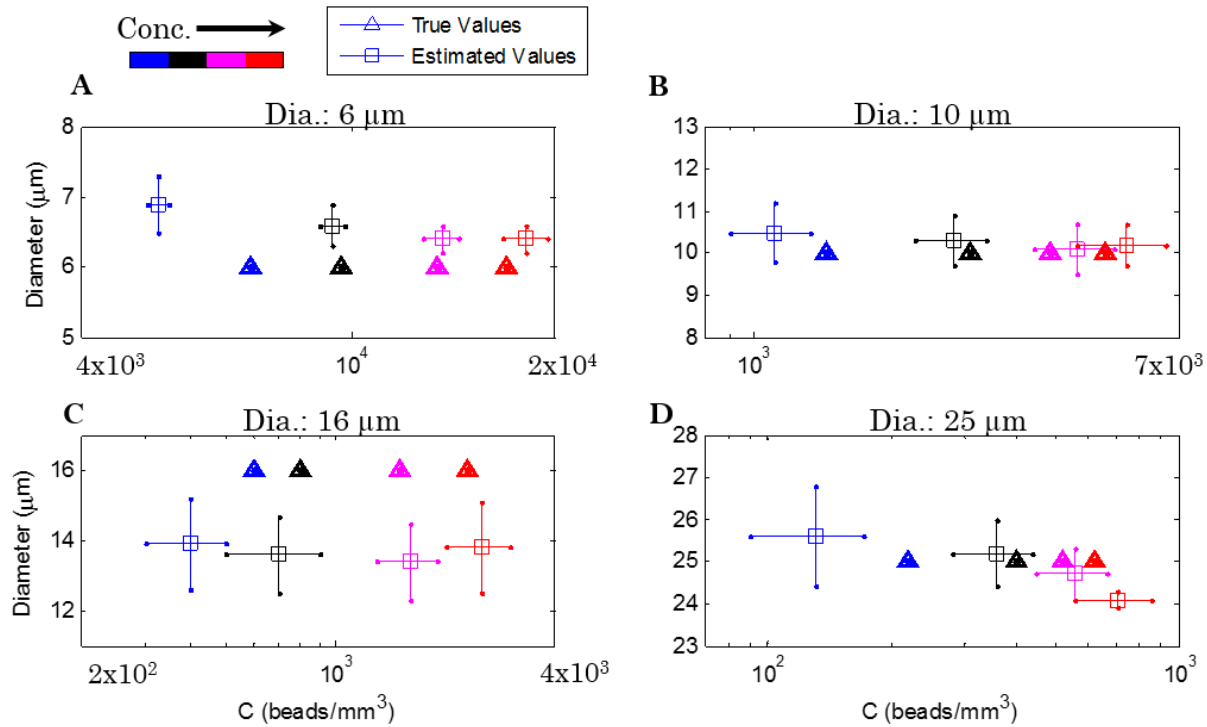 Conc.
True Values
Estimated Values
A
Dia.: 6 µm
8
7
6
5
Diameter (µm)
4x10³
10⁴
2x10⁴
B
Dia.: 10 µm
13
12
11
10
9
8
10³
7x10³
C
Dia.: 16 µm
16
14
12
Diameter (µm)
2x10²
10³
4x10³
C (beads/mm³)
D
Dia.: 25 µm
28
27
26
25
24
23
10²
10³
C (beads/mm³)